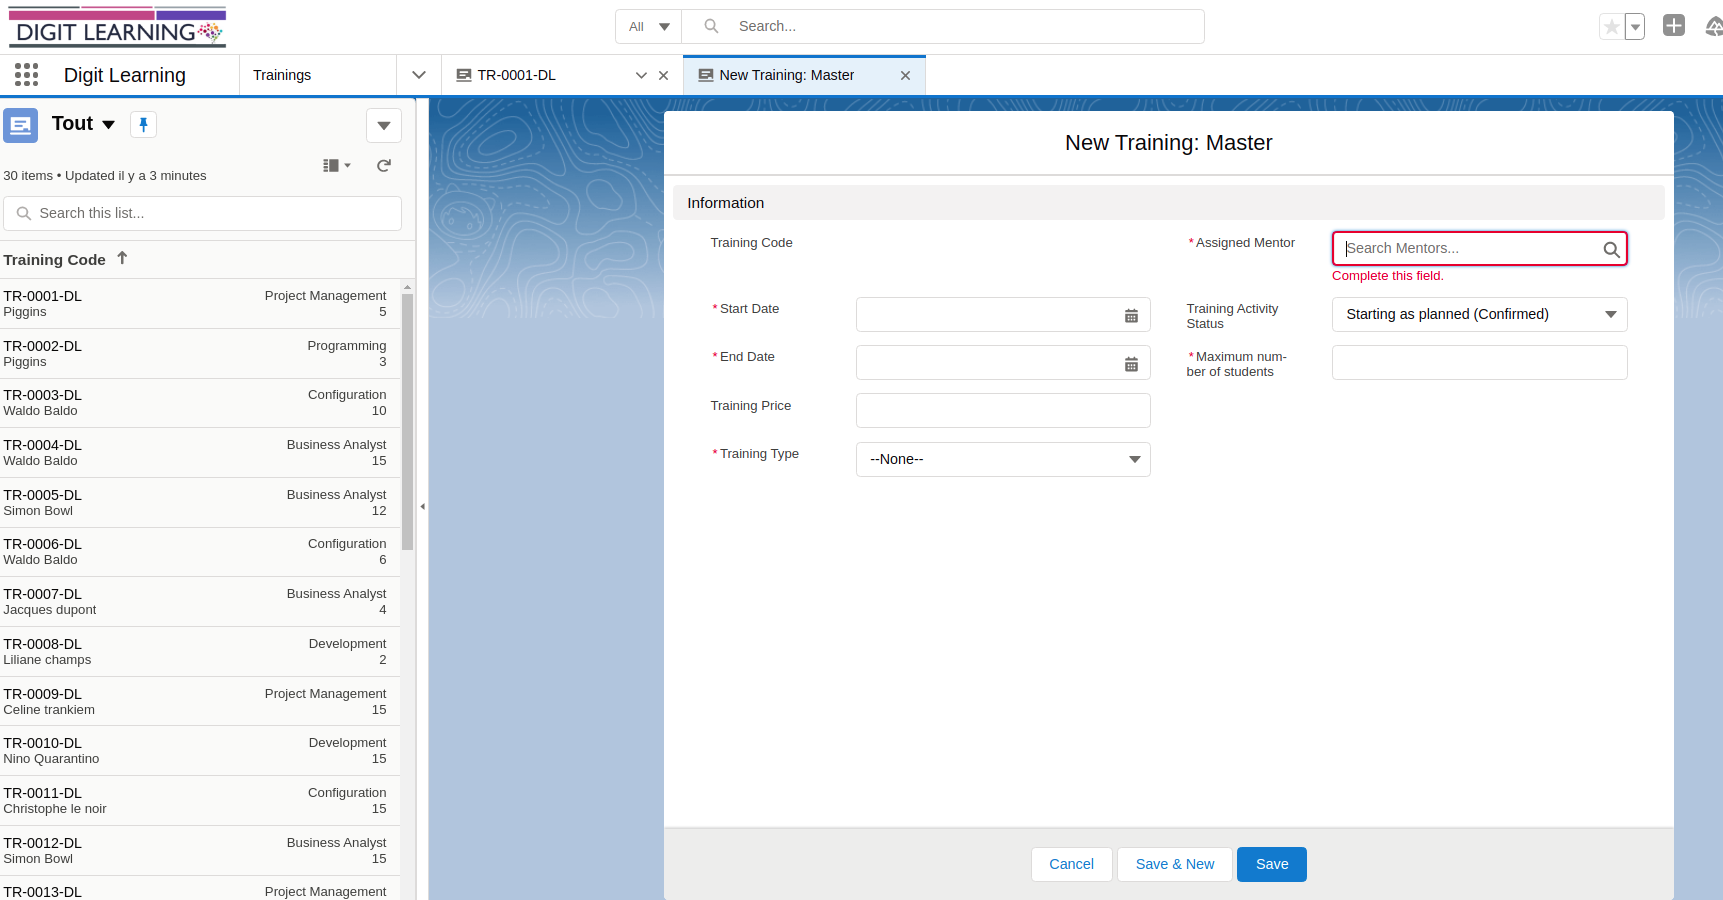 DIGIT LEARNING
All
Search...
Digit Learning
Trainings
TR-0001-DL
New Training: Master
Tout
30 items • Updated il y a 3 minutes
Search this list...
Training Code
TR-0001-DL Project Management
Piggins 5
TR-0002-DL Programming
Piggins 3
TR-0003-DL Configuration
Waldo Baldo 10
TR-0004-DL Business Analyst
Waldo Baldo 15
TR-0005-DL Business Analyst
Simon Bowl 12
TR-0006-DL Configuration
Waldo Baldo 6
TR-0007-DL Business Analyst
Jacques dupont 4
TR-0008-DL Development
Liliane champs 2
TR-0009-DL Project Management
Celine trankiem 15
TR-0010-DL Development
Nino Quarantino 15
TR-0011-DL Configuration
Christophe le noir 15
TR-0012-DL Business Analyst
Simon Bowl 15
TR-0013-DL Project Management
New Training: Master
Information
Training Code
*Assigned Mentor
Search Mentors...
Complete this field.
*Start Date
Training Activity
Status
Starting as planned (Confirmed)
*End Date
*Maximum num-
ber of students
Training Price
*Training Type
--None--
Cancel
Save & New
Save